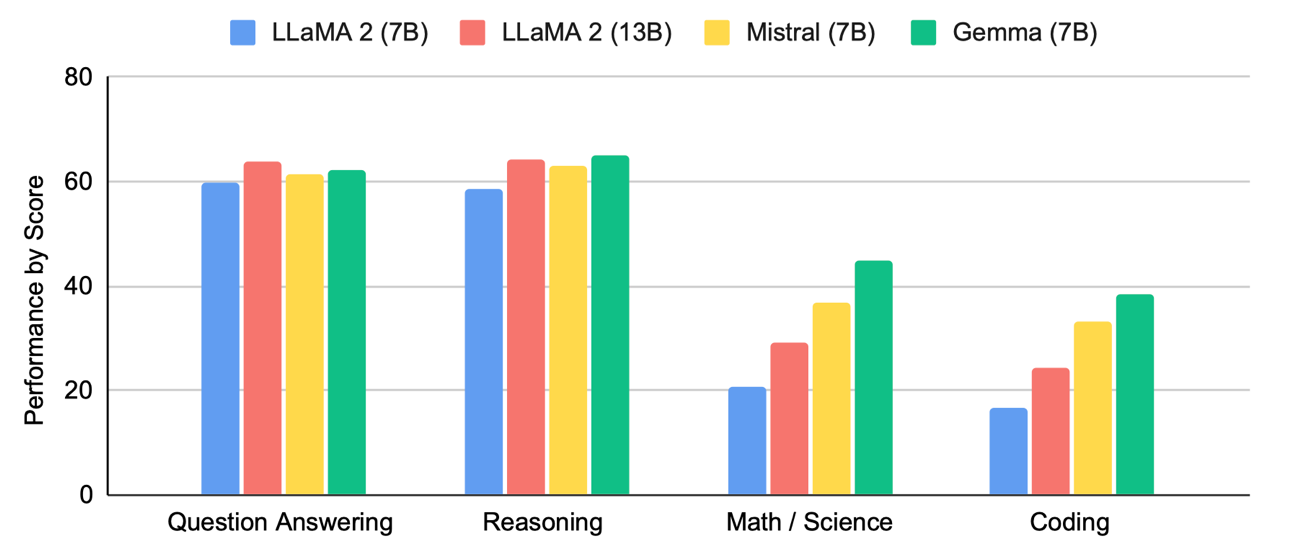 LLaMA 2 (7B) LLaMA 2 (13B) Mistral (7B) Gemma (7B)
Performance by Score
80
60
40
20
0
Question Answering Reasoning Math / Science Coding